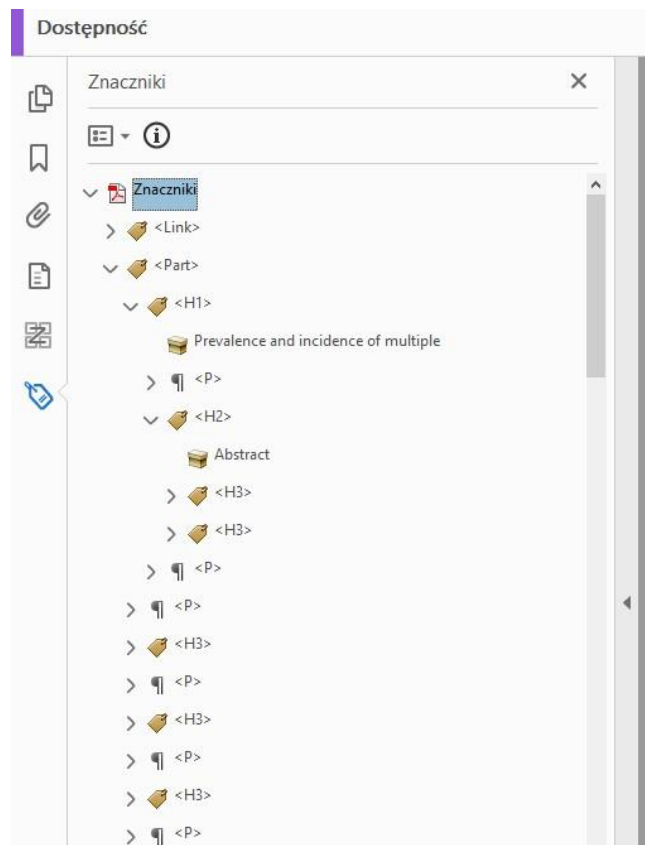 Dostępność
Znaczniki
Znaczniki
<Link>
<Part>
<H1>
Prevalence and incidence of multiple
<P>
<H2>
Abstract
<H3>
<H3>
<P>
<P>
<H3>
<P>
<H3>
<P>
<H3>
<P>